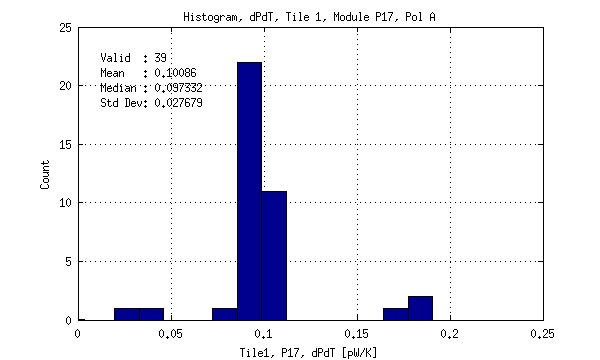 Histogram, dPdT, Tile 1, Module P17, Pol A
25
Valid : 39
Mean : 0.10086
Median : 0.097332
Std Dev: 0.027679
20
15
Count
10
5
0
0 0.05 0.1 0.15 0.2 0.25
Tile1, P17, dPdT [pW/K]